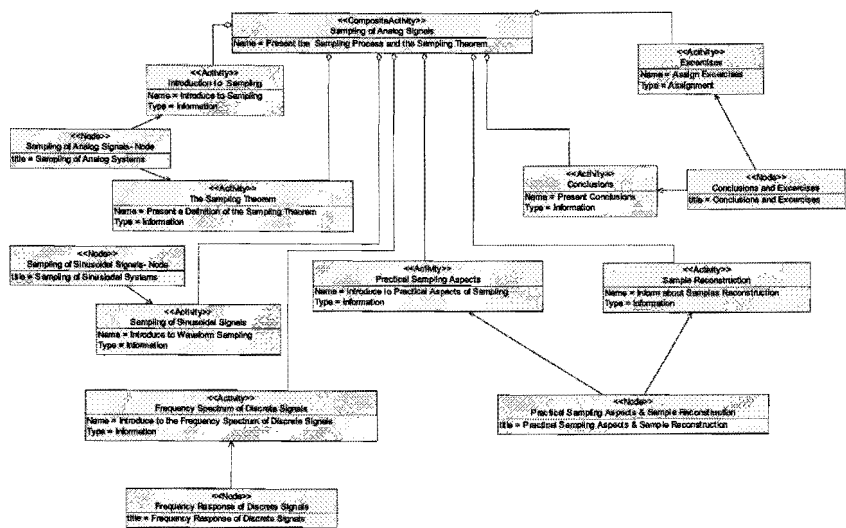 <<CompositeActivity>>
Sampling of Analog Signals
Name = Present the Sampling Process and the Sampling Theorem
<<Activity>>
Excercises
Name = Assign Excercises
Type = Assignment
<<Activity>>
Introduction to Sampling
Name = Introduce to Sampling
Type = Information
<<Node>>
Sampling of Analog Signals- Node
title = Sampling of Analog Systems
<<Activity>>
The Sampling Theorem
Name = Present a Definition of the Sampling Theorem
Type = Information
<<Activity>>
Conclusions
Name = Present Conclusions
Type = Information
<<Node>>
Conclusions and Excercises
title = Conclusions and Excercises
<<Node>>
Sampling of Sinusoidal Signals- Node
title = Sampling of Sinusiodal Systems
<<Activity>>
Sampling of Sinusoidal Signals
Name = Introduce to Waveform Sampling
Type = Information
<<Activity>>
Practical Sampling Aspects
Name = Introduce to Practical Aspects of Sampling
Type = Information
<<Activity>>
Sample Reconstruction
Name = Inform about Samples Reconstruction
Type = Information
<<Activity>>
Frequency Spectrum of Discrete Signals
Name = Introduce to the Frequency Spectrum of Discrete Signals
Type = Information
<<Node>>
Practical Sampling Aspects & Sample Reconstruction
title = Practical Sampling Aspects & Sample Reconstruction
<<Node>>
Frequency Response of Discrete Signals
title = Frequency Response of Discrete Signals